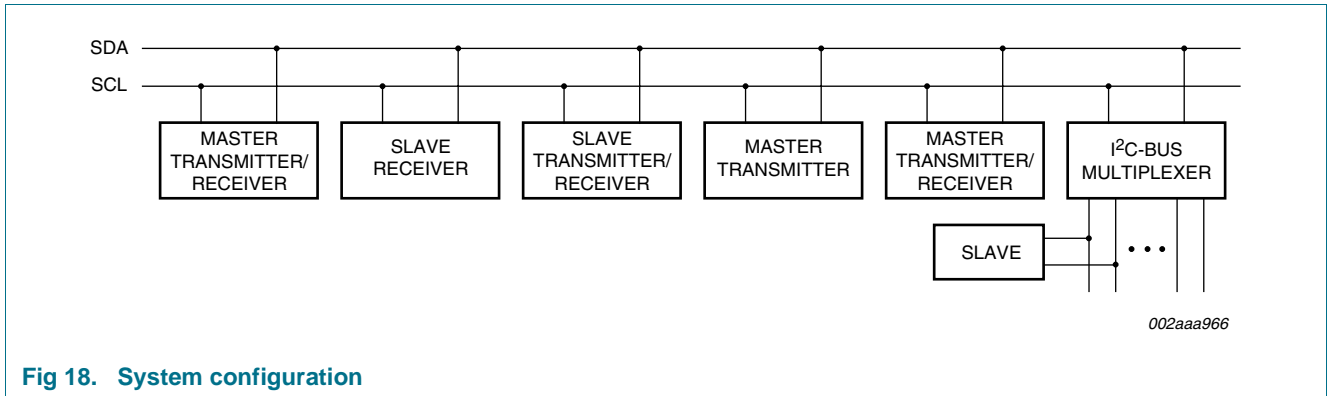 SDA
SCL
MASTER
TRANSMITTER/
RECEIVER
SLAVE
RECEIVER
SLAVE
TRANSMITTER/
RECEIVER
MASTER
TRANSMITTER
MASTER
TRANSMITTER/
RECEIVER
I²C-BUS
MULTIPLEXER
SLAVE
002aaa966
Fig 18. System configuration